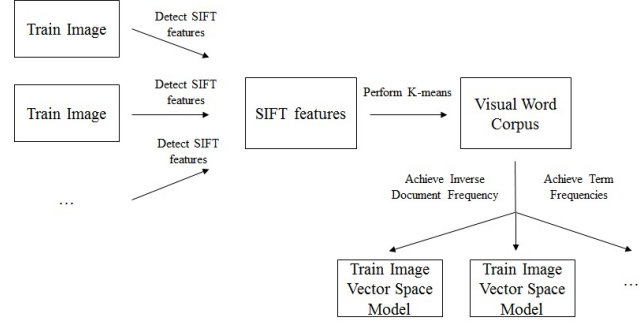 Train Image
Detect SIFT
features
Train Image
Detect SIFT
features
Detect SIFT
features
...
SIFT features
Perform K-means
Visual Word
Corpus
Achieve Inverse
Document Frequency
Achieve Term
Frequencies
Train Image
Vector Space
Model
Train Image
Vector Space
Model
...